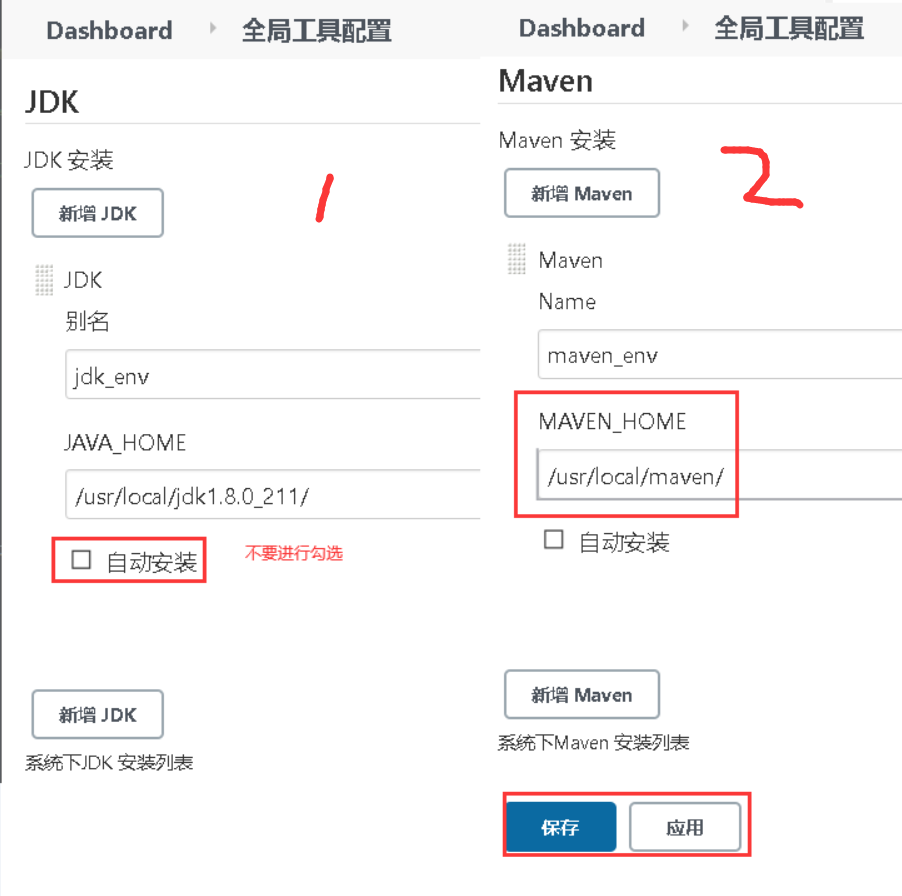 Dashboard 全局工具配置
JDK
JDK 安装
新增 JDK
1
JDK
别名
jdk_env
JAVA_HOME
/usr/local/jdk1.8.0_211/
自动安装
不要进行勾选
新增 JDK
系统下JDK 安装列表
Dashboard 全局工具配置
Maven
Maven 安装
新增 Maven
2
Maven
Name
maven_env
MAVEN_HOME
/usr/local/maven/
自动安装
新增 Maven
系统下Maven 安装列表
保存 应用